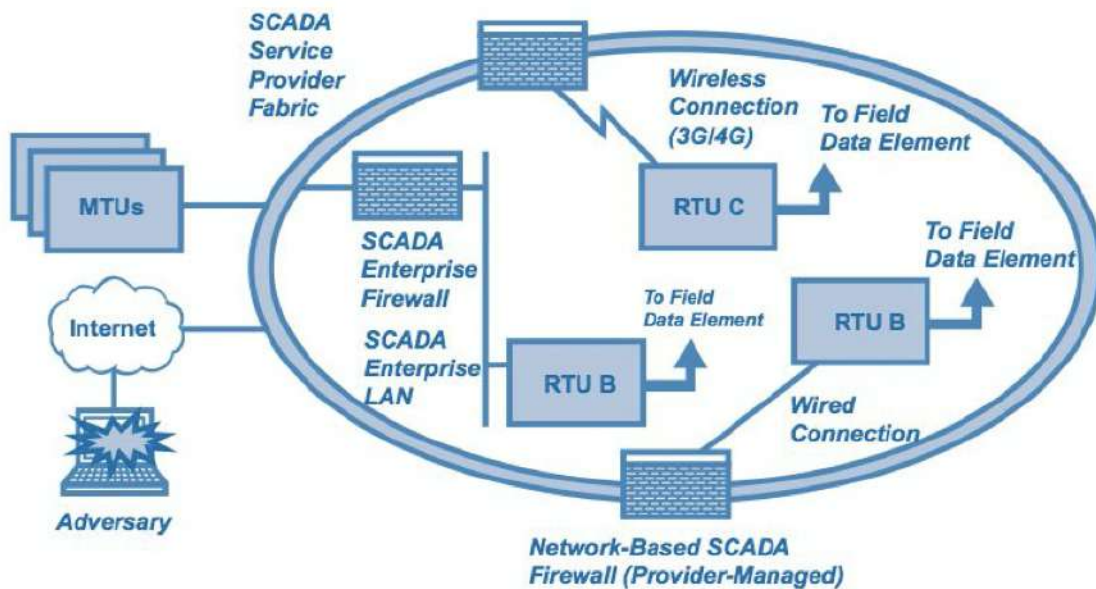 SCADA
Service
Provider
Fabric
Wireless
Connection
(3G/4G)
To Field
Data Element
MTUs
RTU C
SCADA
Enterprise
Firewall
To Field
Data Element
Internet
To Field
Data Element
RTU B
SCADA
Enterprise
LAN
RTU B
Wired
Connection
Adversary
Network-Based SCADA
Firewall (Provider-Managed)